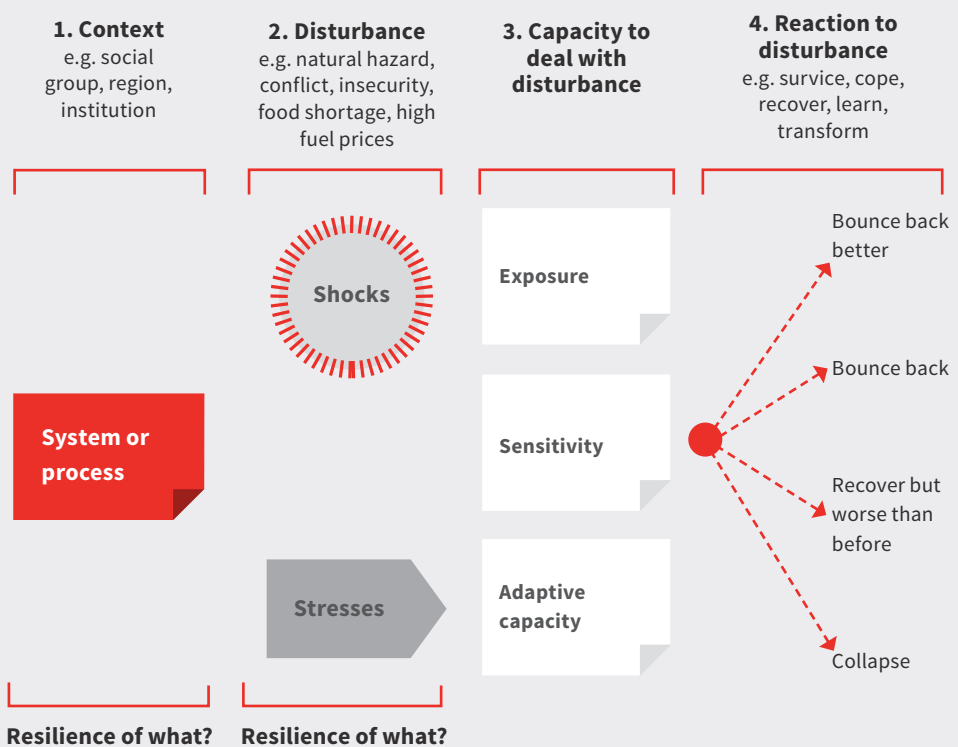 1. Context
e.g. social
group, region,
institution
2. Disturbance
e.g. natural hazard,
conflict, insecurity,
food shortage, high
fuel prices
3. Capacity to
deal with
disturbance
4. Reaction to
disturbance
e.g. survice, cope,
recover, learn,
transform
System or
process
Shocks
Stresses
Exposure
Sensitivity
Adaptive
capacity
Bounce back
better
Bounce back
Recover but
worse than
before
Collapse
Resilience of what?
Resilience of what?